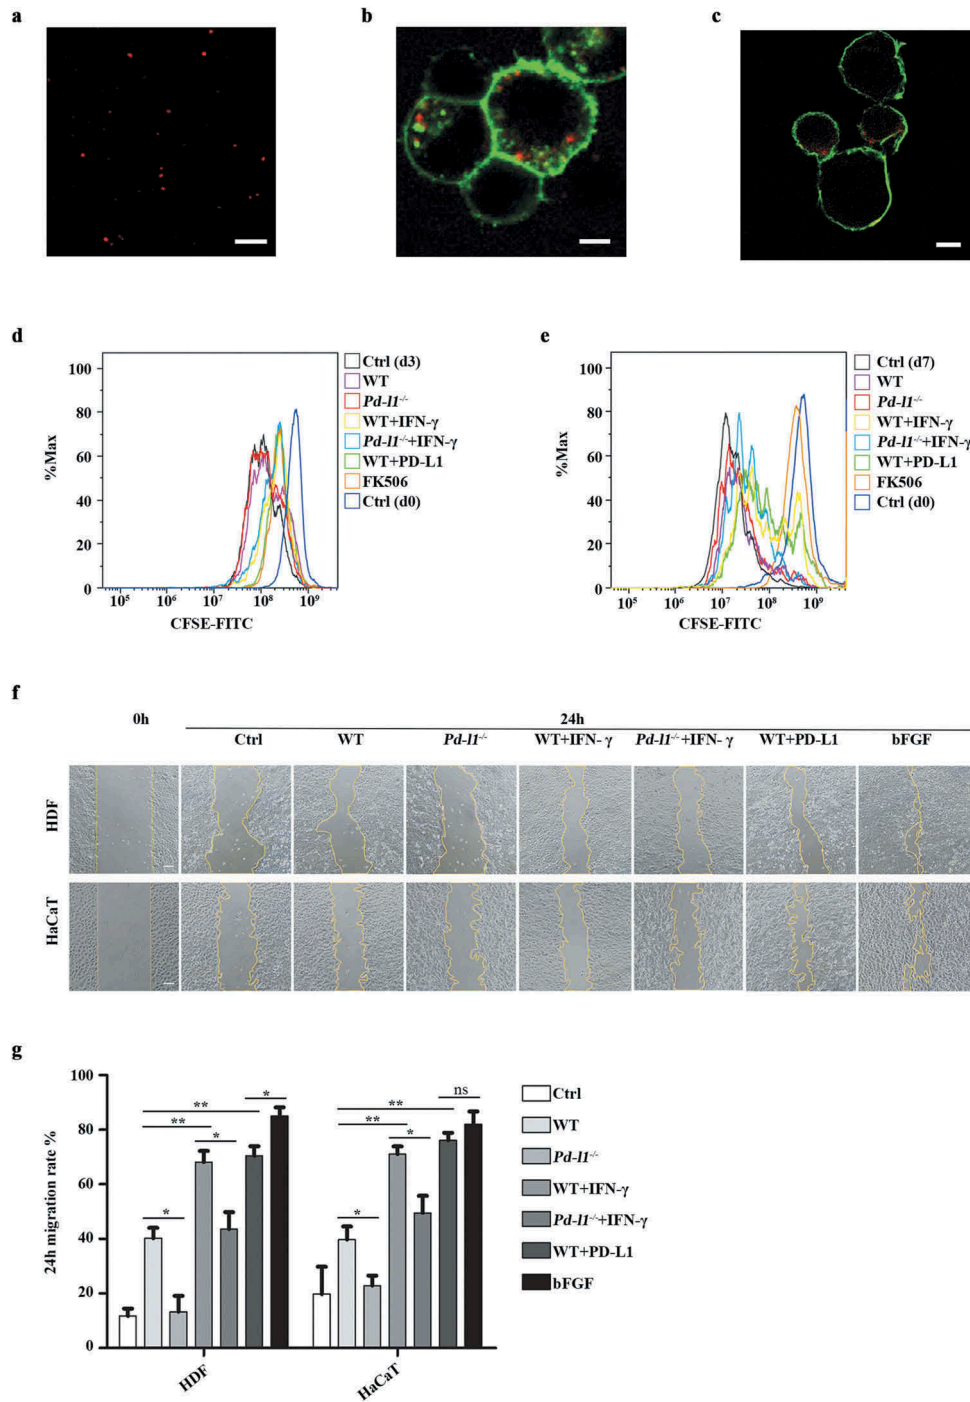 a
b
c
d
100
80
60
40
20
0
%Max
10⁵ 10⁶ 10⁷ 10⁸ 10⁹
CFSE-FITC
Ctrl (d3)
WT
Pd-l1⁻/⁻
WT+IFN-γ
Pd-l1⁻/⁻+IFN-γ
WT+PD-L1
FK506
Ctrl (d0)
e
100
80
60
40
20
0
%Max
10⁵ 10⁶ 10⁷ 10⁸ 10⁹
CFSE-FITC
Ctrl (d7)
WT
Pd-l1⁻/⁻
WT+IFN-γ
Pd-l1⁻/⁻+IFN-γ
WT+PD-L1
FK506
Ctrl (d0)
f
0h 24h
Ctrl WT Pd-l1⁻/⁻ WT+IFN- γ Pd-l1⁻/⁻+IFN- γ WT+PD-L1 bFGF
HDF
HaCaT
g
100
80
60
40
20
0
24h migration rate %
** ** * * *
** ** * * ns
HDF HaCaT
Ctrl
WT
Pd-l1⁻/⁻
WT+IFN-γ
Pd-l1⁻/⁻+IFN-γ
WT+PD-L1
bFGF